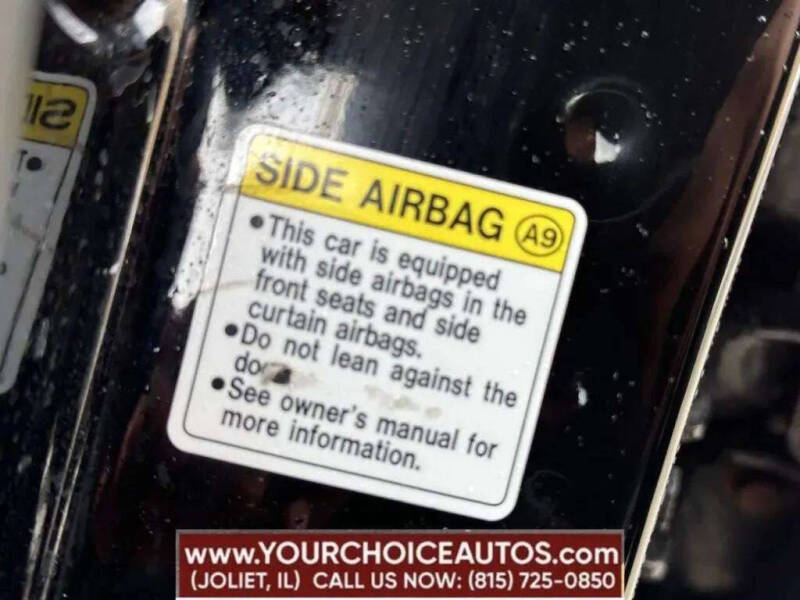 SIDE AIRBAG A9
•This car is equipped
with side airbags in the
front seats and side
curtain airbags.
•Do not lean against the
•See owner's manual for
more information.
www.YOURCHOICEAUTOS.com
(JOLIET, IL) CALL US NOW: (815) 725-0850